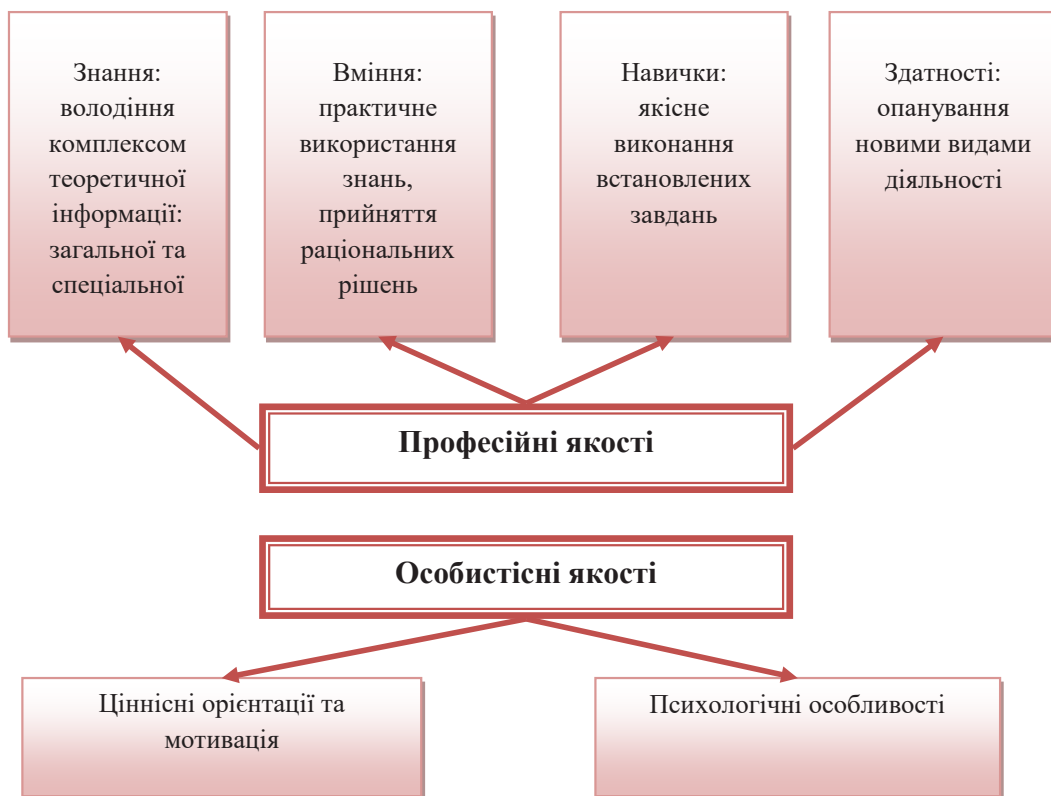 Знання:
володіння
комплексом
теоретичної
інформації:
загальної та
спеціальної
Вміння:
практичне
використання
знань,
прийняття
раціональних
рішень
Навички:
якісне
виконання
встановлених
завдань
Здатності:
опанування
новими видами
діяльності
Професійні якості
Особистісні якості
Ціннісні орієнтації та
мотивація
Психологічні особливості